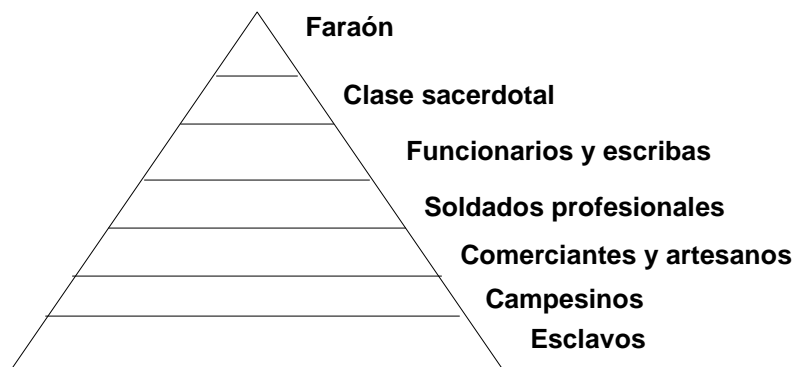 Faraón
Clase sacerdotal
Funcionarios y escribas
Soldados profesionales
Comerciantes y artesanos
Campesinos
Esclavos